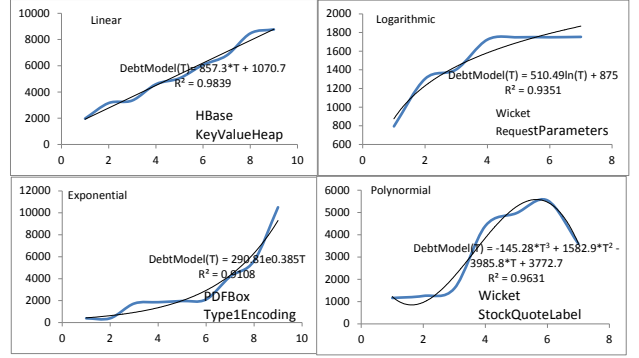 Linear
10000
8000
6000
4000
2000
0
0 2 4 6 8 10
DebtModel(T) = 857.3*T + 1070.7
R² = 0.9839
HBase
KeyValueHeap
Logarithmic
2000
1800
1600
1400
1200
1000
800
600
0 2 4 6 8
DebtModel(T) = 510.49ln(T) + 875
R² = 0.9351
Wicket
RequestParameters
Exponential
12000
10000
8000
6000
4000
2000
0
0 2 4 6 8 10
DebtModel(T) = 290.81e0.385T
R² = 0.9108
PDFBox
Type1Encoding
Polynormial
6000
5000
4000
3000
2000
1000
0
0 2 4 6 8
DebtModel(T) = -145.28*T³ + 1582.9*T² -
3985.8*T + 3772.7
R² = 0.9631
Wicket
StockQuoteLabel